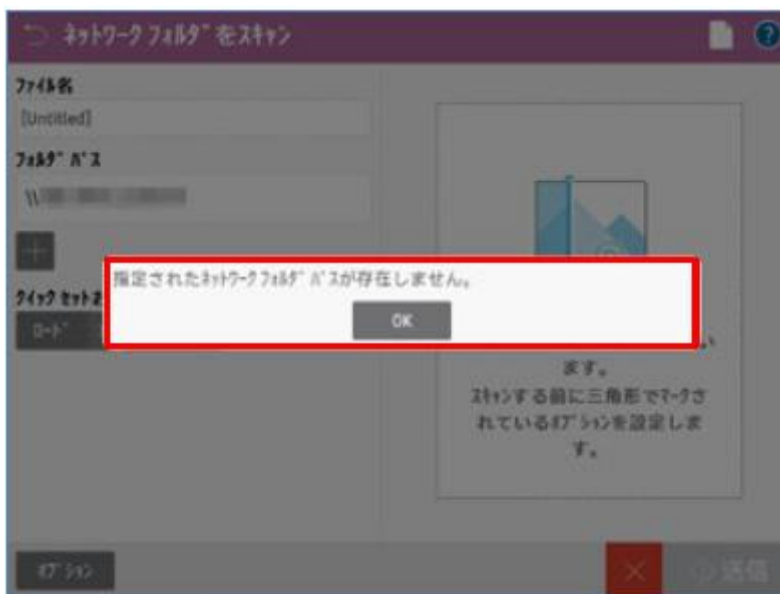 ﾈｯﾄﾜｰｸ ﾌｫﾙﾀﾞをｽｷｬﾝ
ﾌｧｲﾙ名
[Untitled]
ﾌｫﾙﾀﾞ ﾊﾟｽ
\\
指定されたﾈｯﾄﾜｰｸ ﾌｫﾙﾀﾞ ﾊﾟｽが存在しません。
OK
ｸｲｯｸ ｾｯﾄ
ﾛｰﾄﾞ
ます。
ｽｷｬﾝする前に三角形でﾏｰｸさ
れているｵﾌﾟｼｮﾝを設定しま
す。
ｵﾌﾟｼｮﾝ
送信